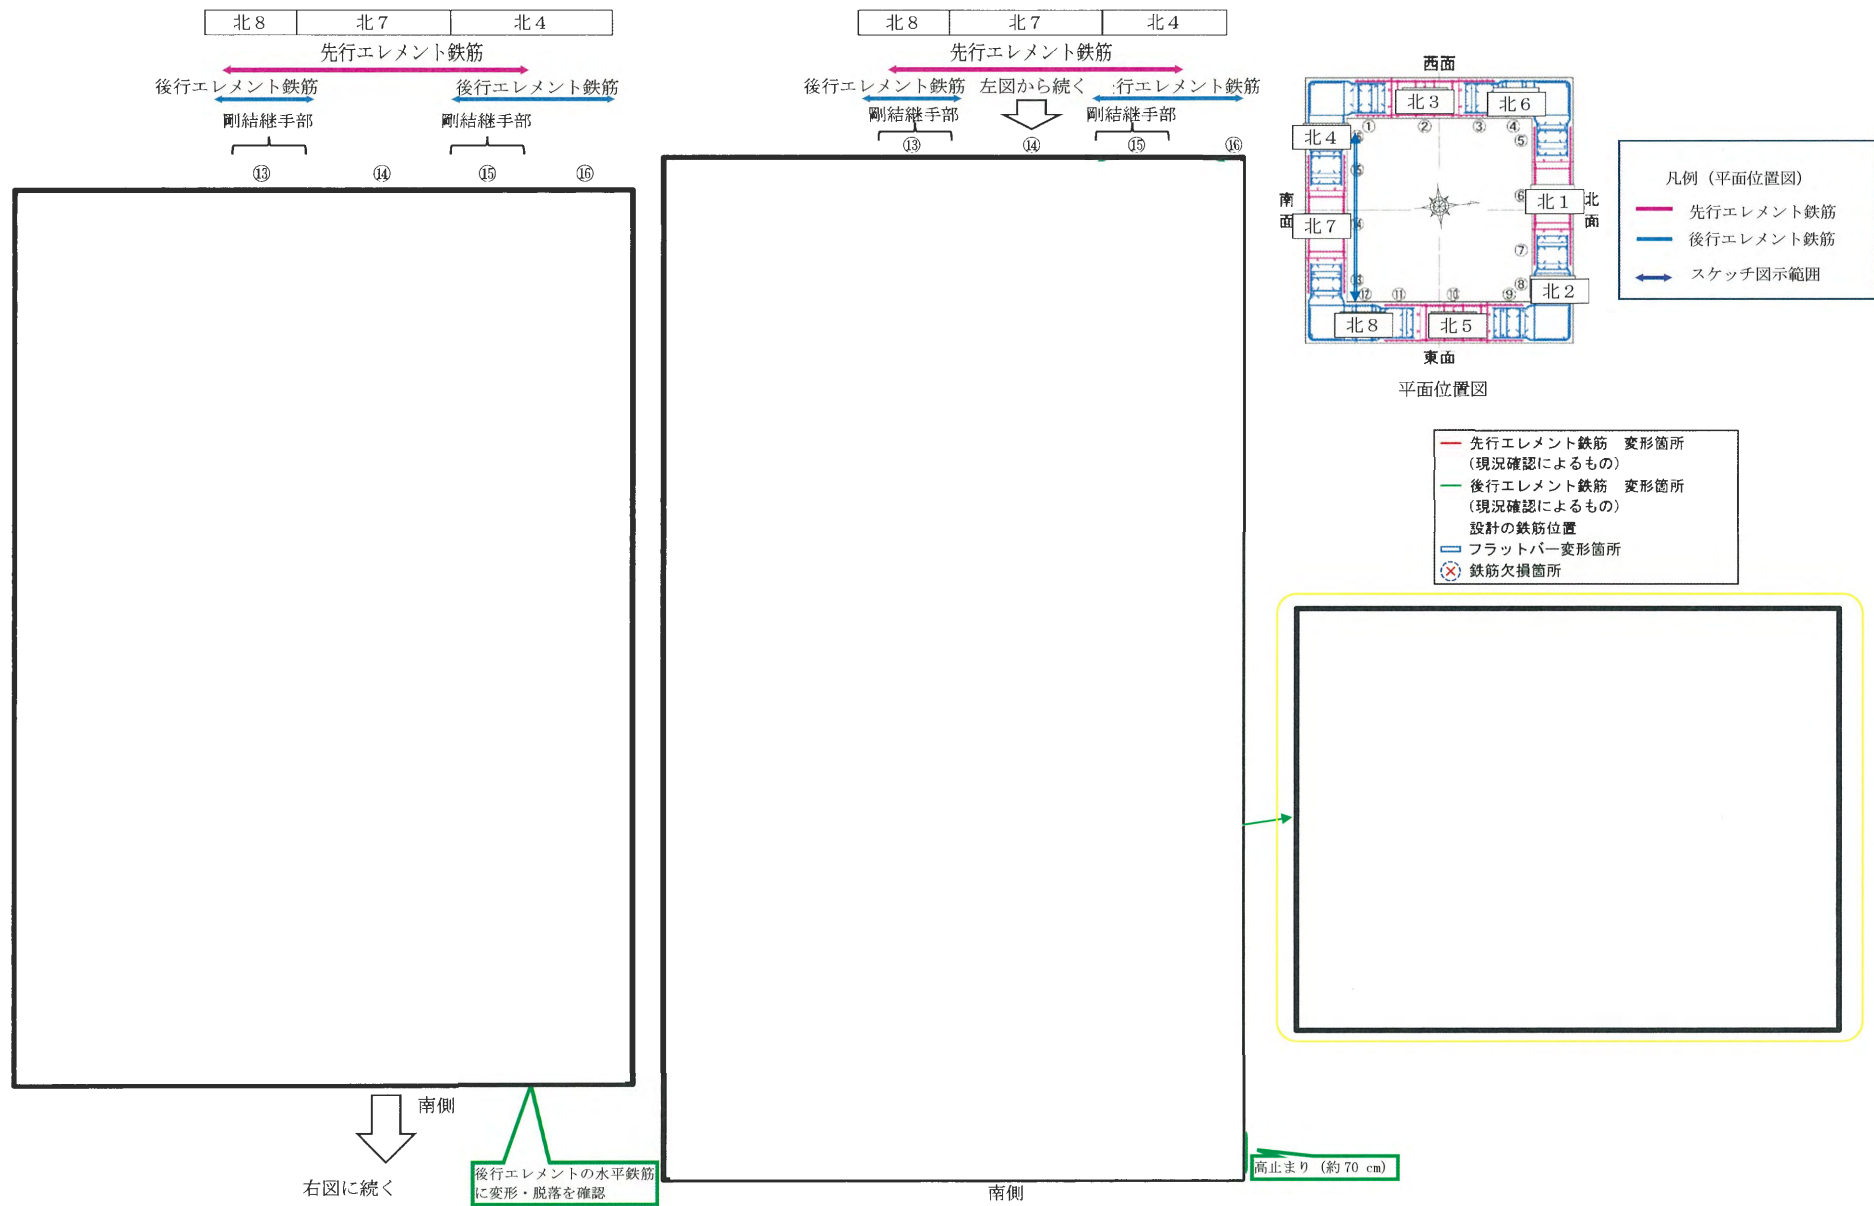 北８ 北７ 北４
先行エレメント鉄筋
後行エレメント鉄筋 後行エレメント鉄筋
剛結継手部 剛結継手部
⑬ ⑭ ⑮ ⑯
南側
右図に続く
後行エレメントの水平鉄筋
に変形・脱落を確認
北８ 北７ 北４
先行エレメント鉄筋
後行エレメント鉄筋 左図から続く 行エレメント鉄筋
剛結継手部 剛結継手部
⑬ ⑭ ⑮ ⑯
南側
高止まり（約 70 cm）
西面
北３ 北６
① ② ③ ④
北４ ⑤
⑮
南面 北７ ⑭ ⑥ 北１ 北面
⑦
⑬ ⑧ 北２
⑫ ⑪ ⑩ ⑨
北８ 北５
東面
平面位置図
凡例（平面位置図）
先行エレメント鉄筋
後行エレメント鉄筋
スケッチ図示範囲
先行エレメント鉄筋　変形箇所
（現況確認によるもの）
後行エレメント鉄筋　変形箇所
（現況確認によるもの）
設計の鉄筋位置
フラットバー変形箇所
鉄筋欠損箇所